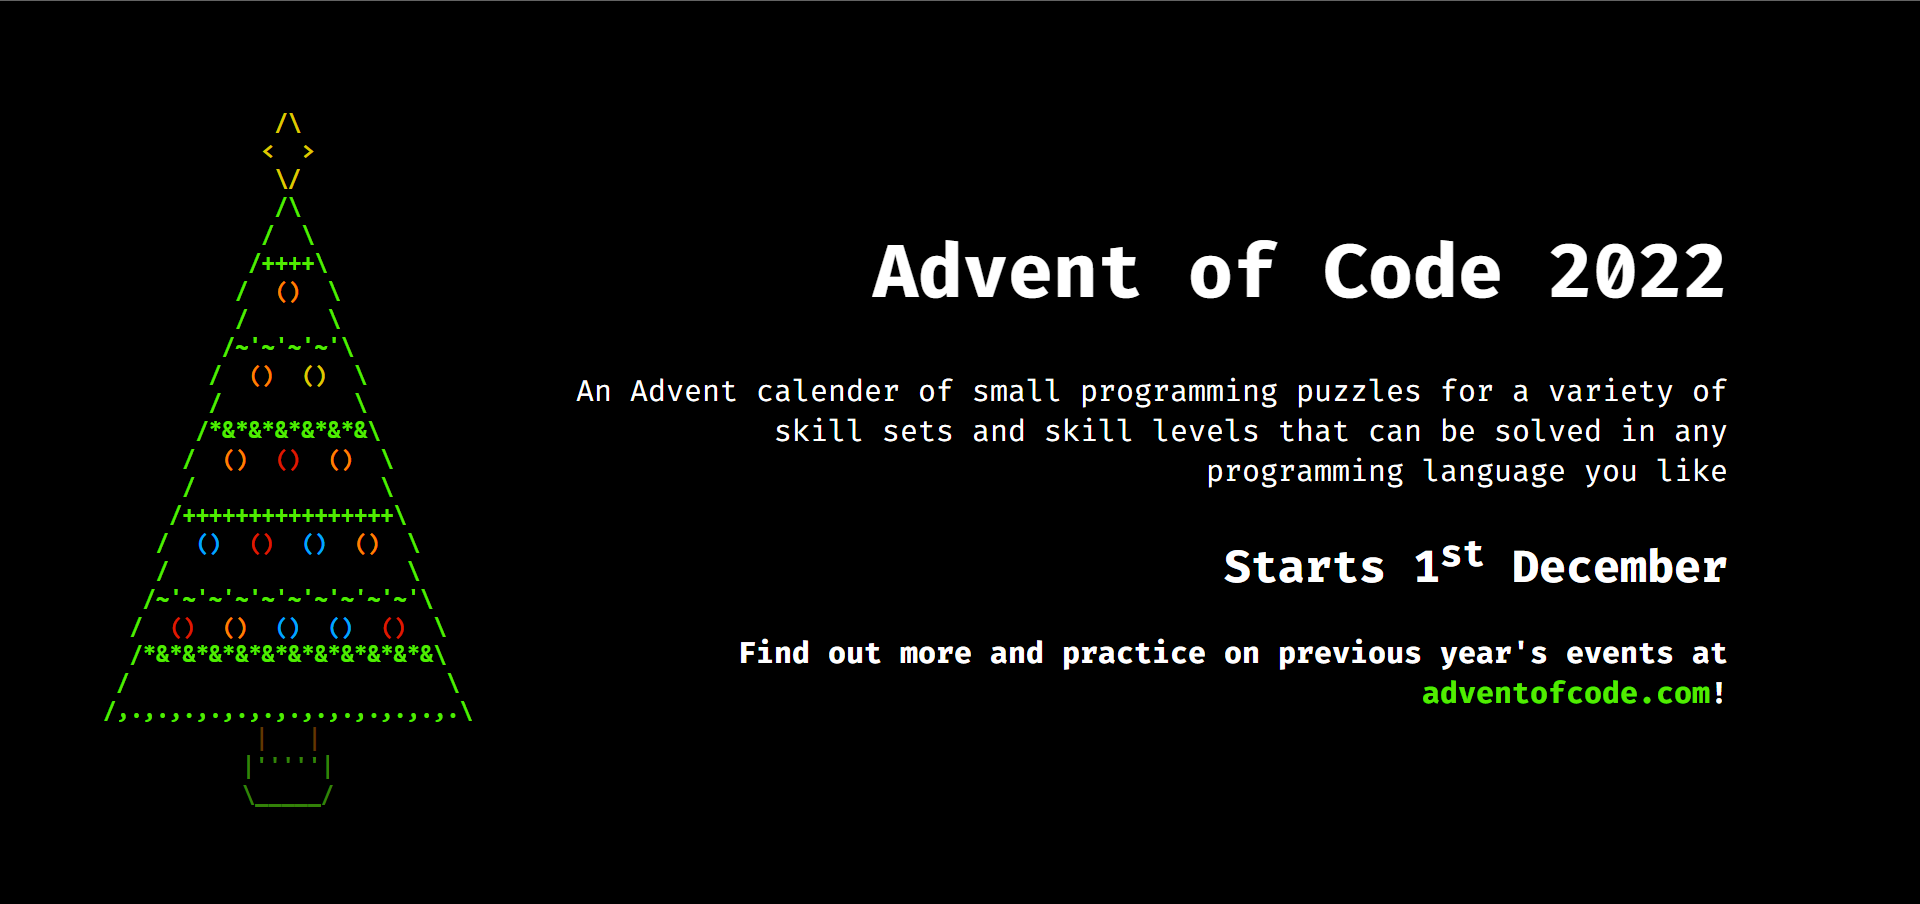 Advent of Code 2022
An Advent calender of small programming puzzles for a variety of
skill sets and skill levels that can be solved in any
programming language you like
Starts 1st December
Find out more and practice on previous year's events at
adventofcode.com!